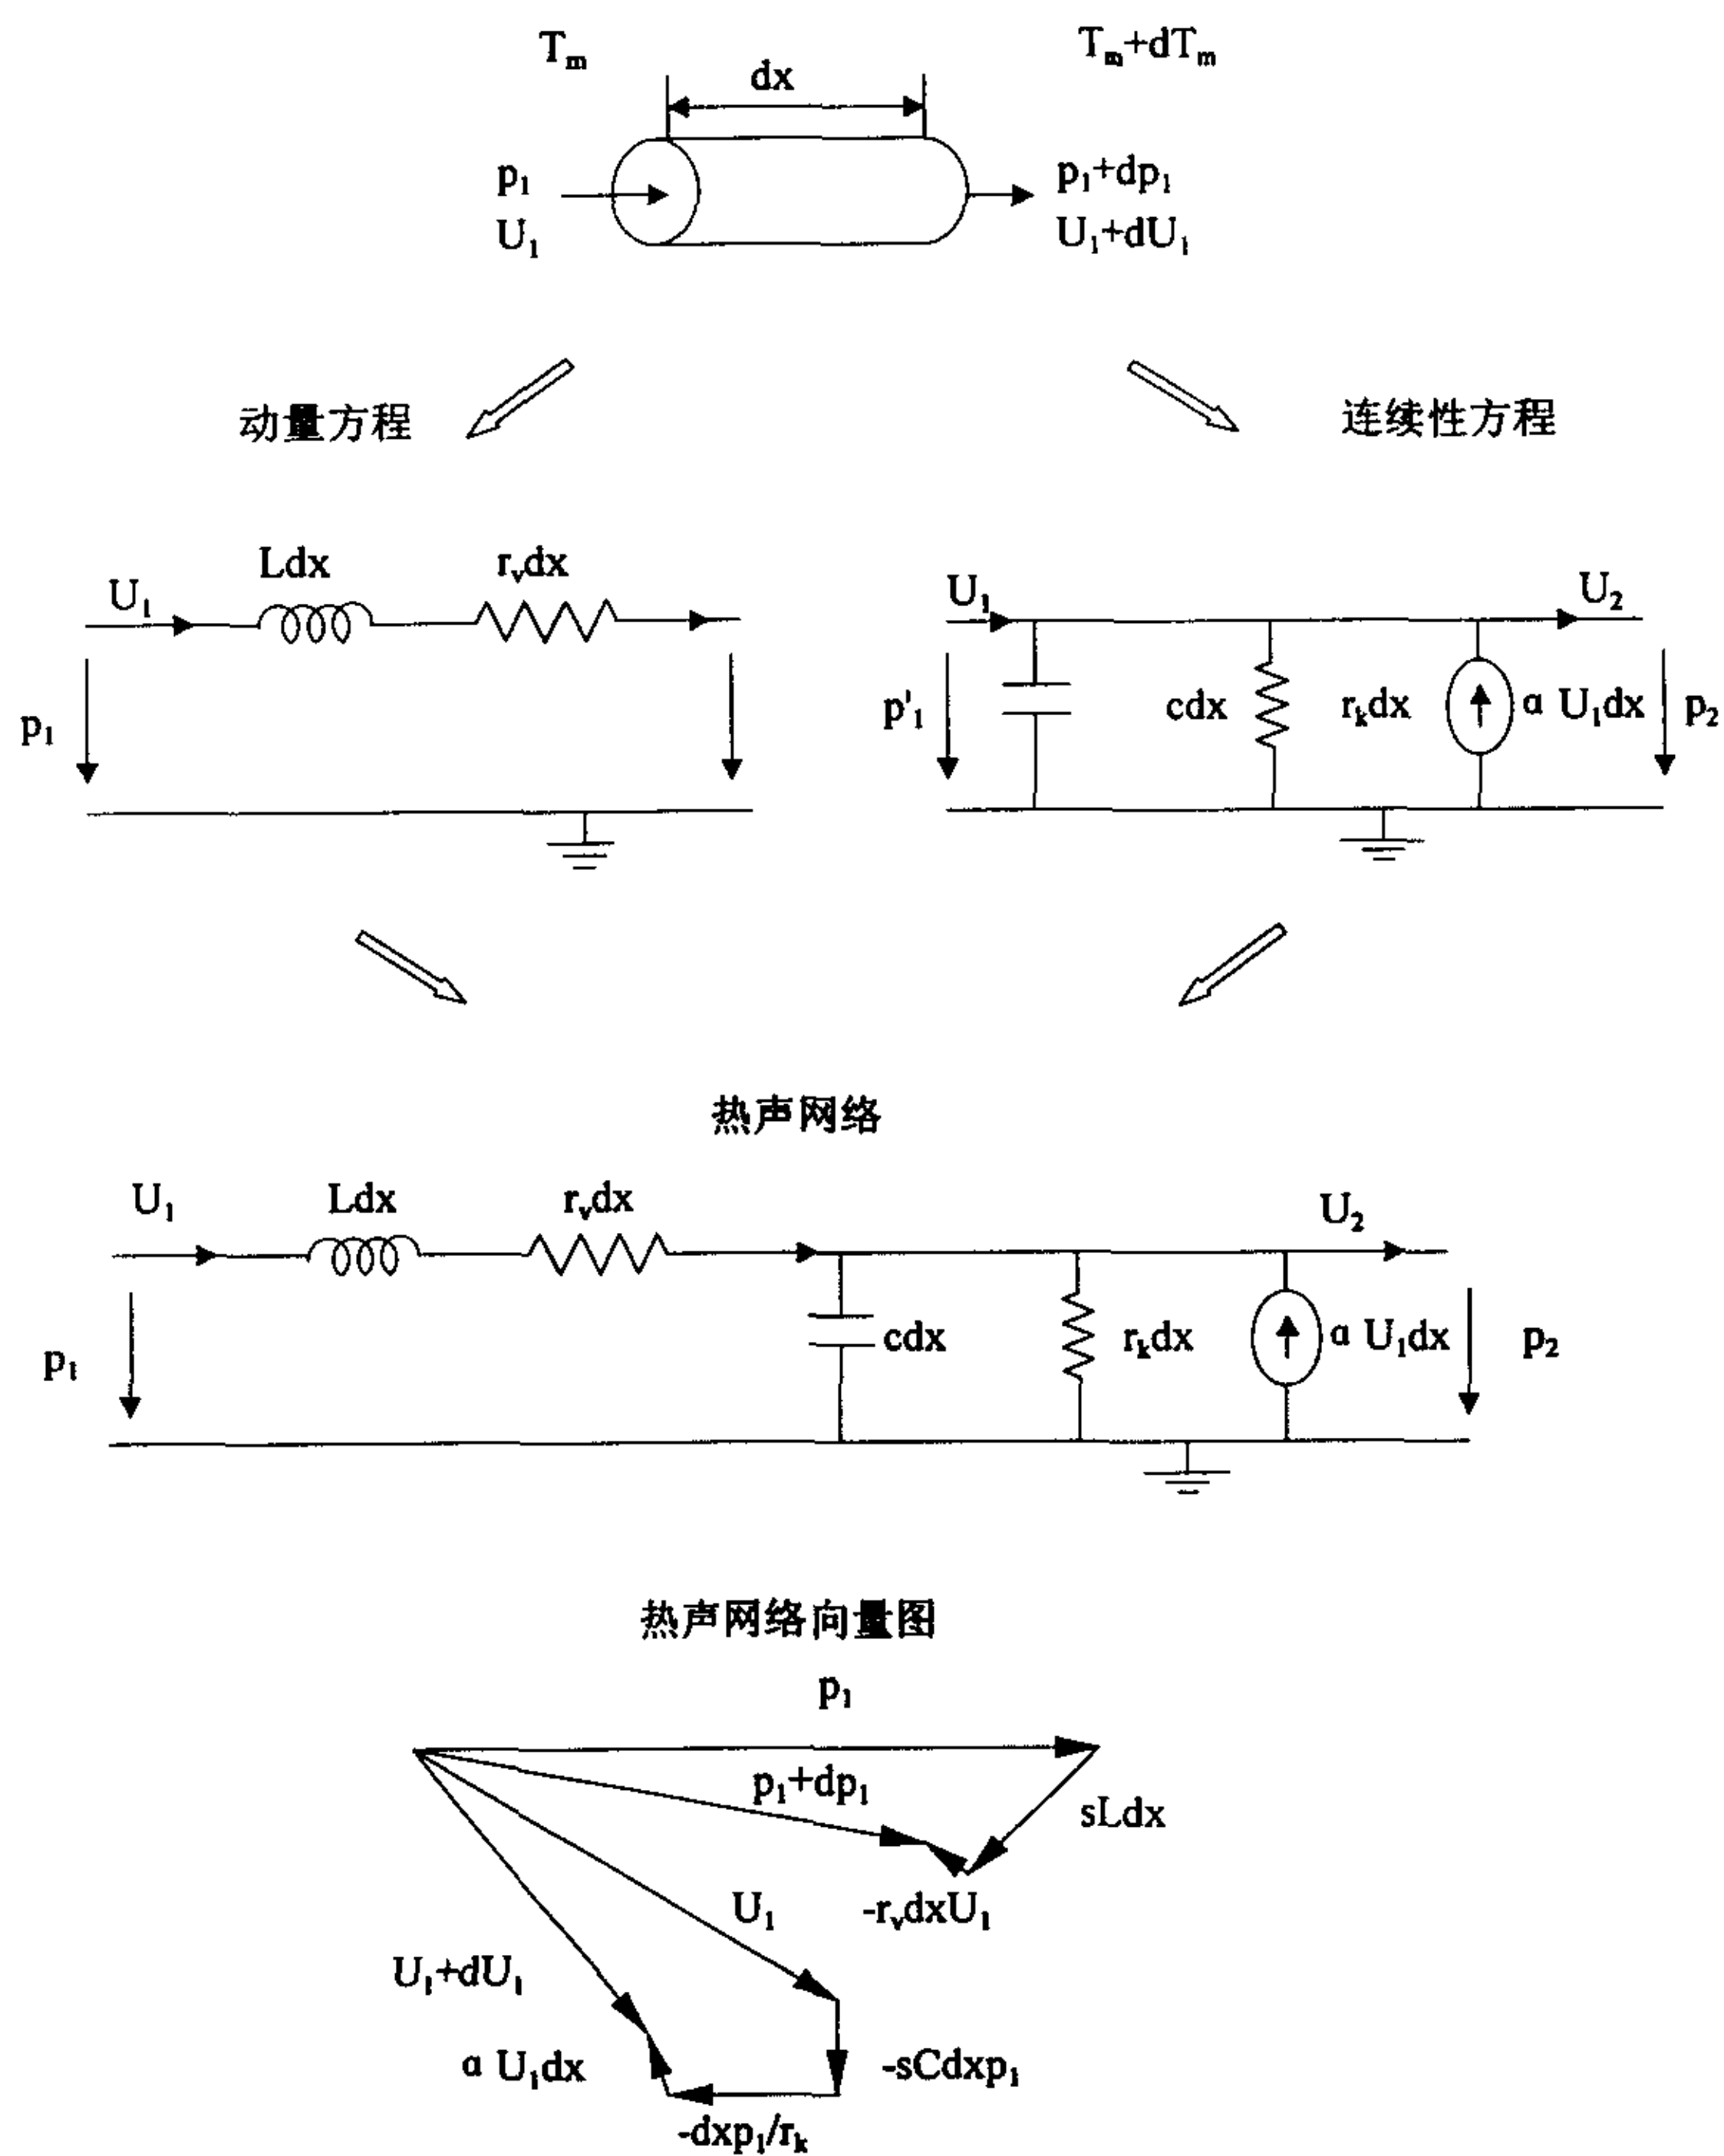 Tₘ
Tₘ+dTₘ
dx
p₁
U₁
p₁+dp₁
U₁+dU₁
动量方程
连续性方程
U₁
Ldx
rᵥdx
p₁
U₁
U₂
p'₁
cdx
rₖdx
α U₁dx
p₂
热声网络
U₁
Ldx
rᵥdx
U₂
p₁
cdx
rₖdx
α U₁dx
p₂
热声网络向量图
p₁
p₁+dp₁
sLdx
U₁
-rᵥdxU₁
U₁+dU₁
α U₁dx
-sCdxp₁
-dxp₁/rₖ